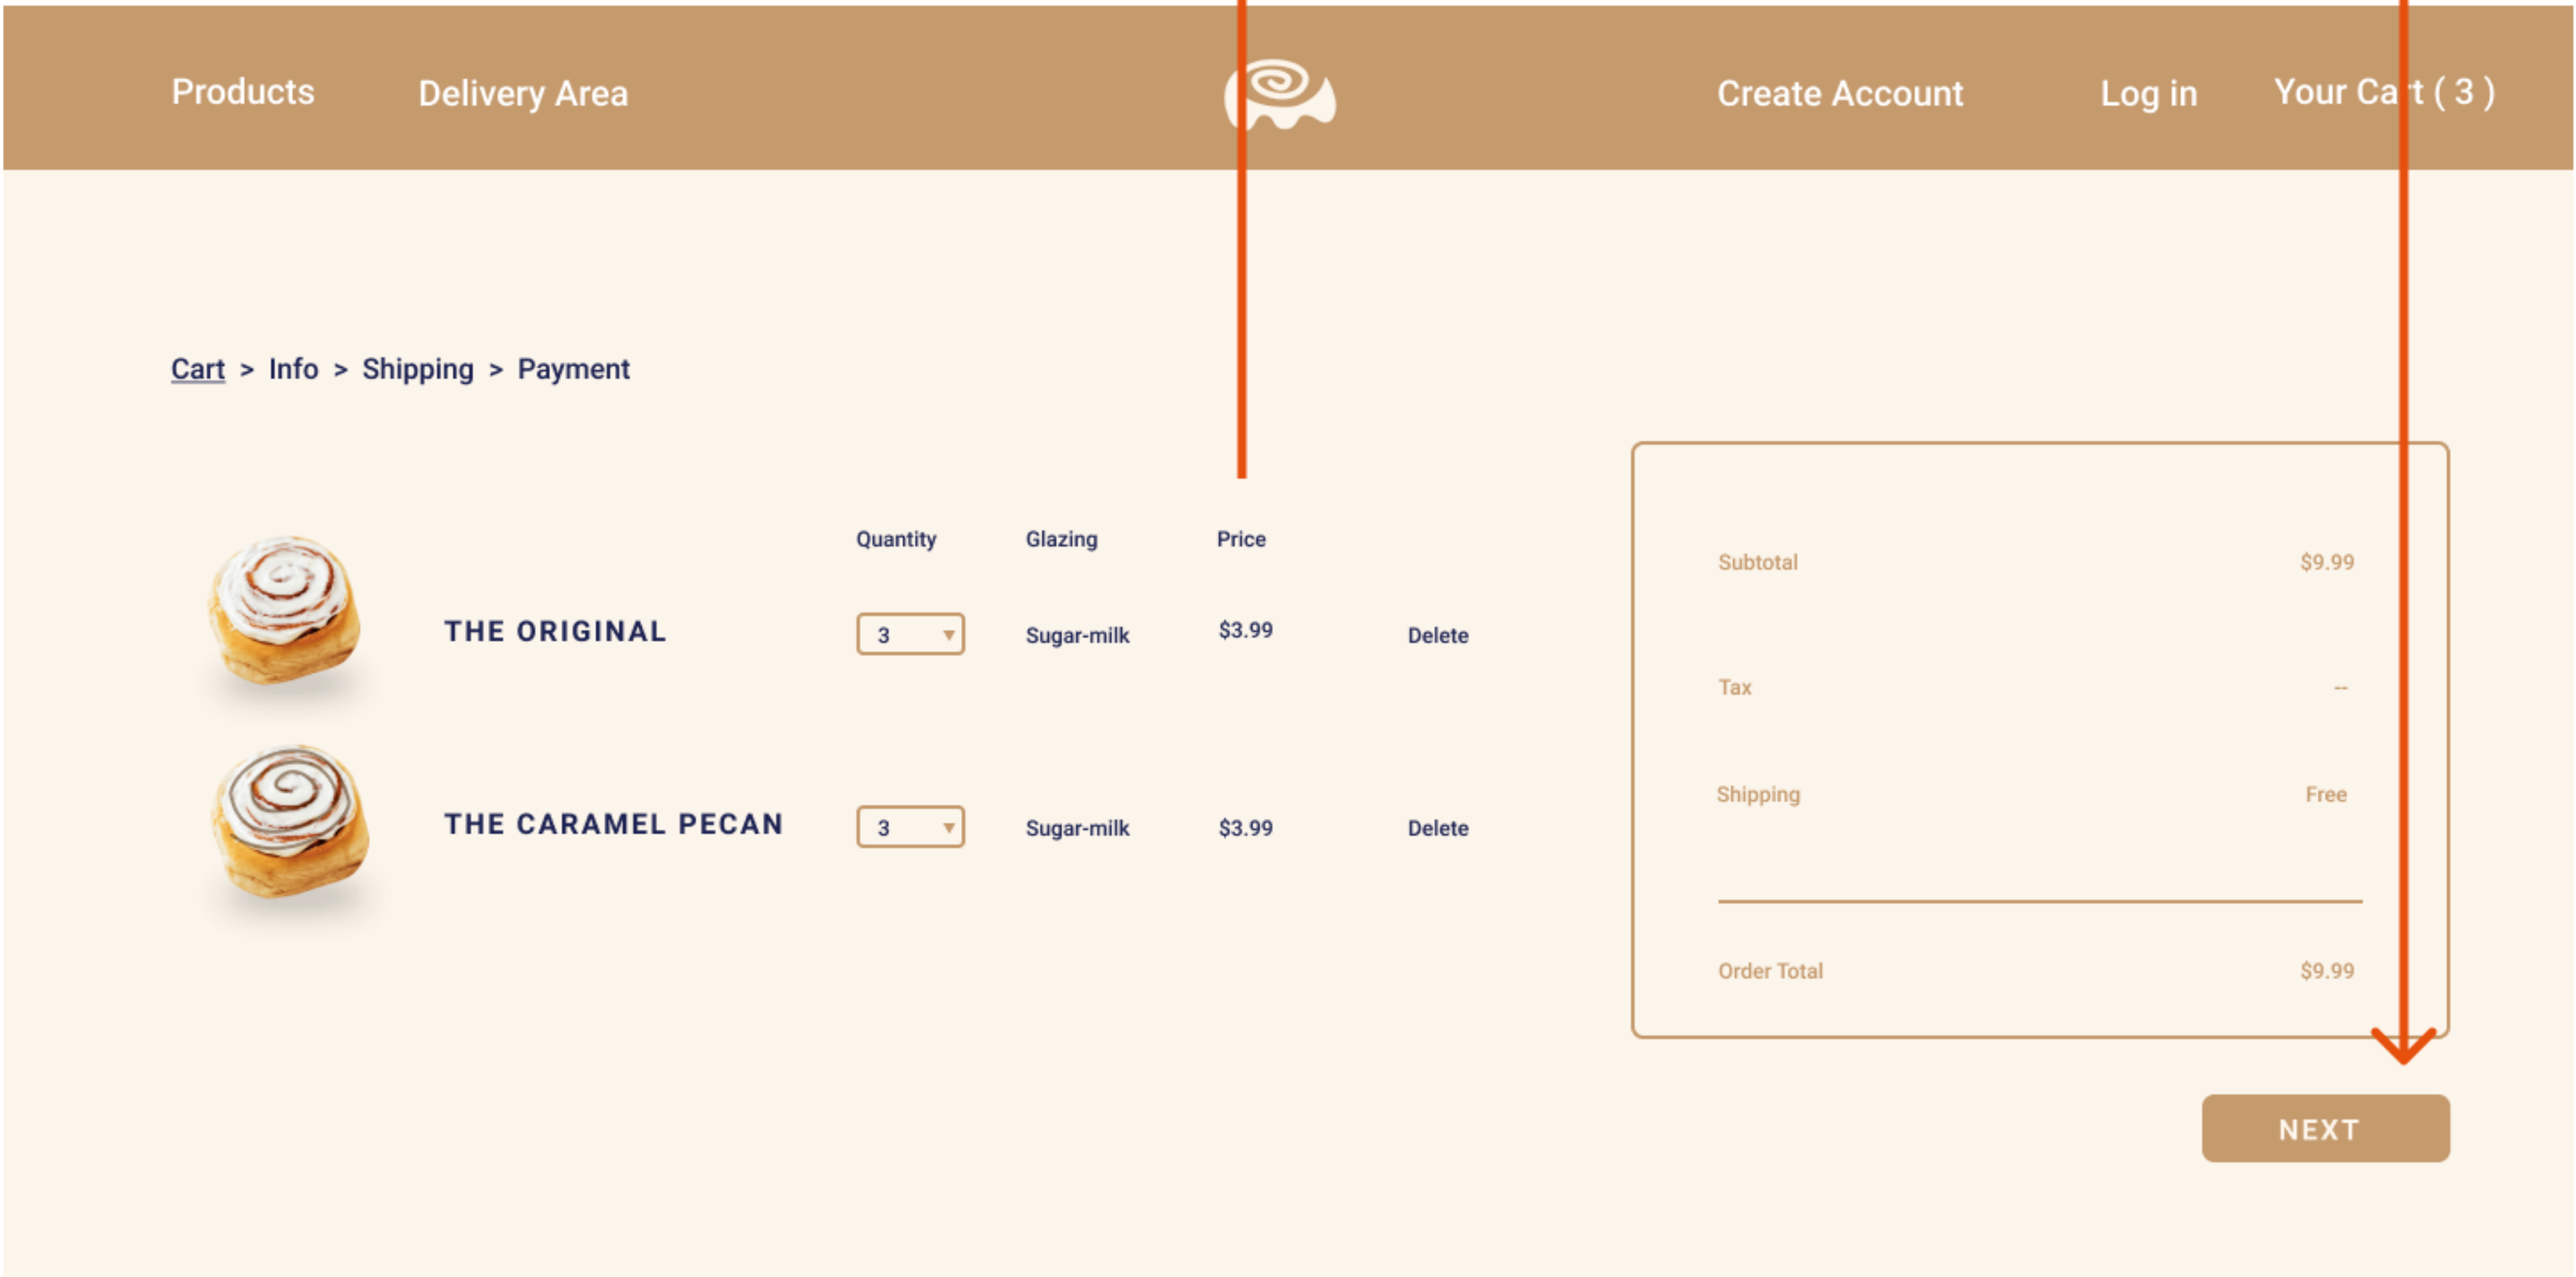 Products Delivery Area Create Account Log in Your Cart ( 3 )
Cart > Info > Shipping > Payment
Quantity Glazing Price
THE ORIGINAL 3 Sugar-milk $3.99 Delete
THE CARAMEL PECAN 3 Sugar-milk $3.99 Delete
Subtotal $9.99
Tax --
Shipping Free
Order Total $9.99
NEXT